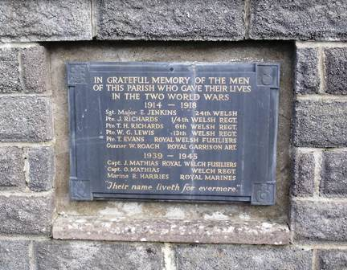 IN GRATEFUL MEMORY OF THE MEN
OF THIS PARISH WHO GAVE THEIR LIVES
IN THE TWO WORLD WARS
1914 - 1918
Sgt. Major E. JENKINS 24th WELSH
Pte. J. RICHARDS 1/4th WELSH REGT.
Pte. T. H. RICHARDS 6th WELSH REGT.
Pte. W. G. LEWIS 13th WELSH REGT.
Pte. T. EVANS ROYAL WELSH FUSILIERS
Gunner W. ROACH ROYAL GARRISON ART
1939 - 1945
Capt. J. MATHIAS ROYAL WELCH FUSILIERS
Capt. O. MATHIAS WELCH REGT
Marine R. HARRIES ROYAL MARINES
"Their name liveth for evermore"